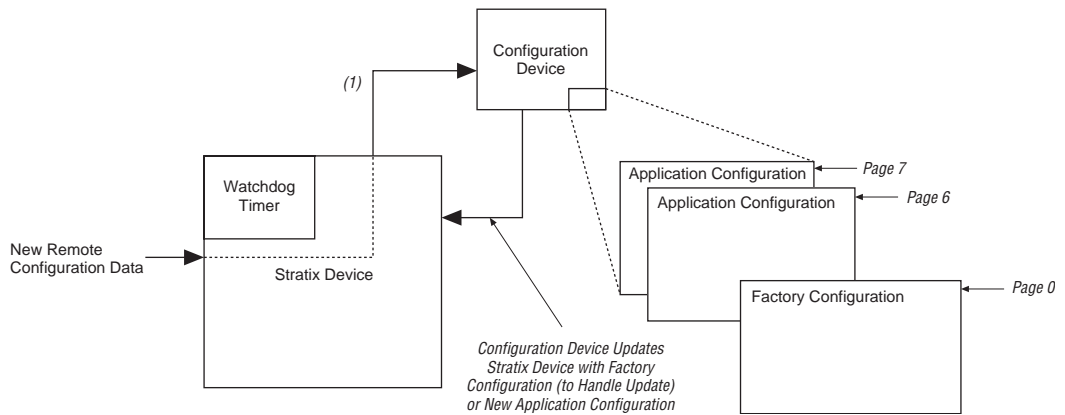 Configuration
Device
(1)
Application Configuration
Page 7
Application Configuration
Page 6
Watchdog
Timer
New Remote
Configuration Data
Stratix Device
Factory Configuration
Page 0
Configuration Device Updates
Stratix Device with Factory
Configuration (to Handle Update)
or New Application Configuration